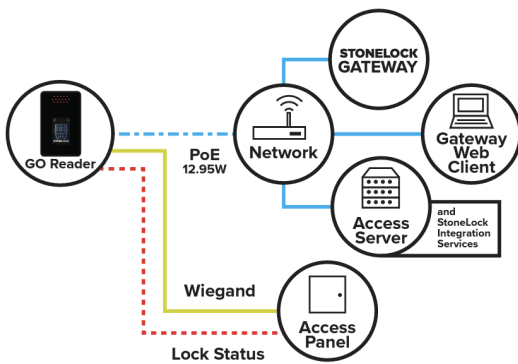 STONELOCK
GATEWAY
GO Reader
PoE
12.95W
Network
Gateway
Web
Client
Access
Server
and
StoneLock
Integration
Services
Wiegand
Access
Panel
Lock Status